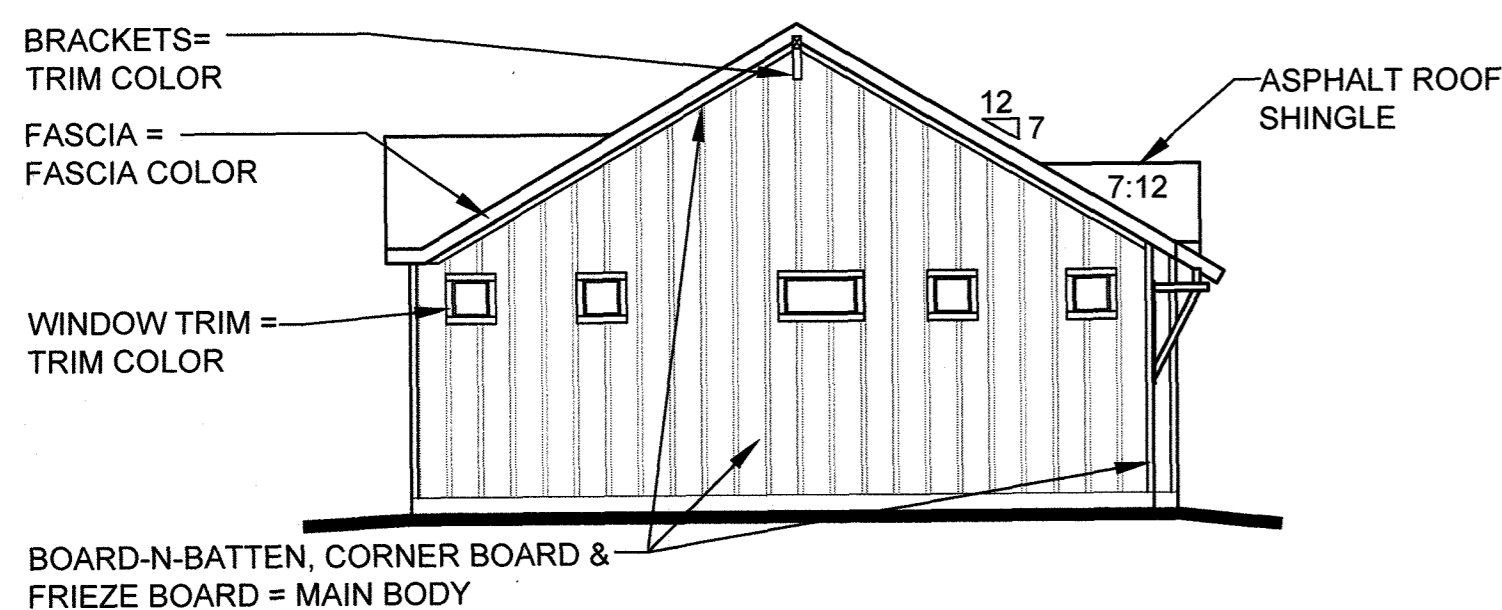 BRACKETS=
TRIM COLOR
FASCIA =
FASCIA COLOR
12
7
ASPHALT ROOF
SHINGLE
7:12
WINDOW TRIM =
TRIM COLOR
BOARD-N-BATTEN, CORNER BOARD &
FRIEZE BOARD = MAIN BODY